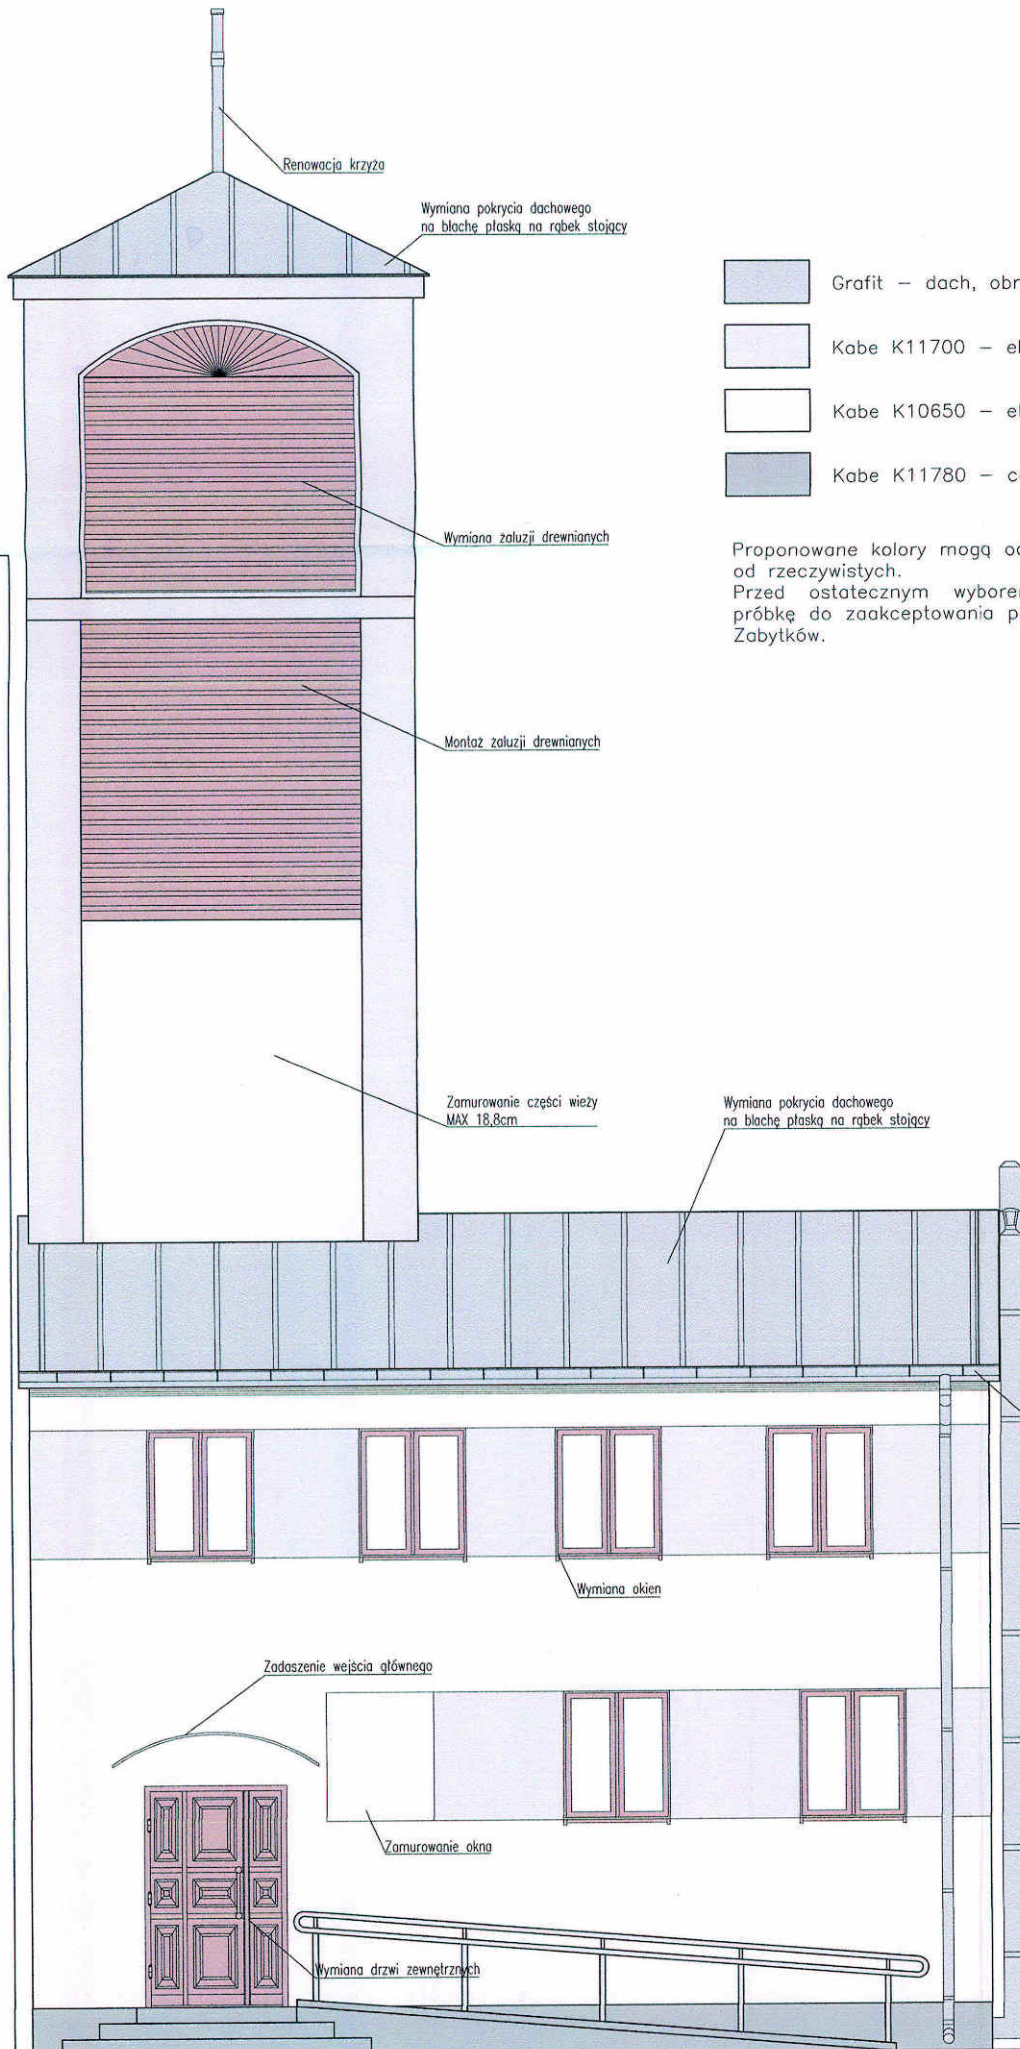 Renowacja krzyża
Wymiana pokrycia dachowego
na blachę płaską na rąbek stojący
Grafit – dach, obr
Kabe K11700 – el
Kabe K10650 – el
Kabe K11780 – co
Wymiana żaluzji drewnianych
Proponowane kolory mogą od
od rzeczywistych.
Przed ostatecznym wyborem
próbkę do zaakceptowania p
Zabytków.
Montaż żaluzji drewnianych
Zamurowanie części wieży
MAX 18,8cm
Wymiana pokrycia dachowego
na blachę płaską na rąbek stojący
Wymiana okien
Zadaszenie wejścia głównego
Zamurowanie okna
Wymiana drzwi zewnętrznych